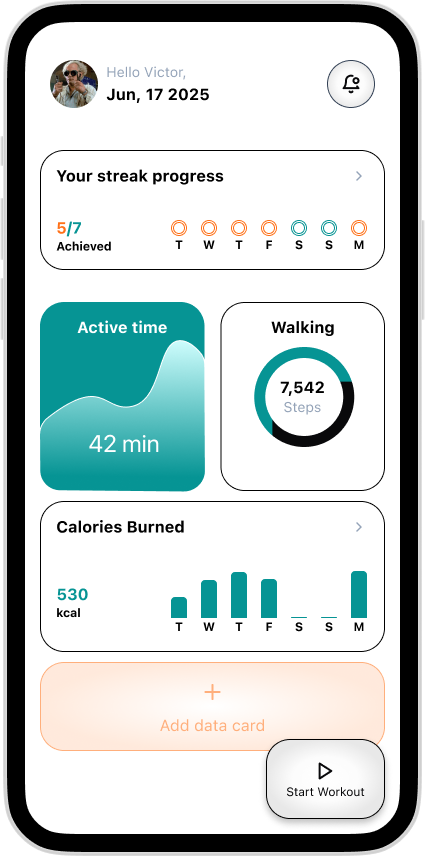 Hello Victor,
Jun, 17 2025
Your streak progress
5/7
Achieved
T W T F S S M
Active time
42 min
Walking
7,542
Steps
Calories Burned
530
kcal
T W T F S S M
+
Add data card
Start Workout